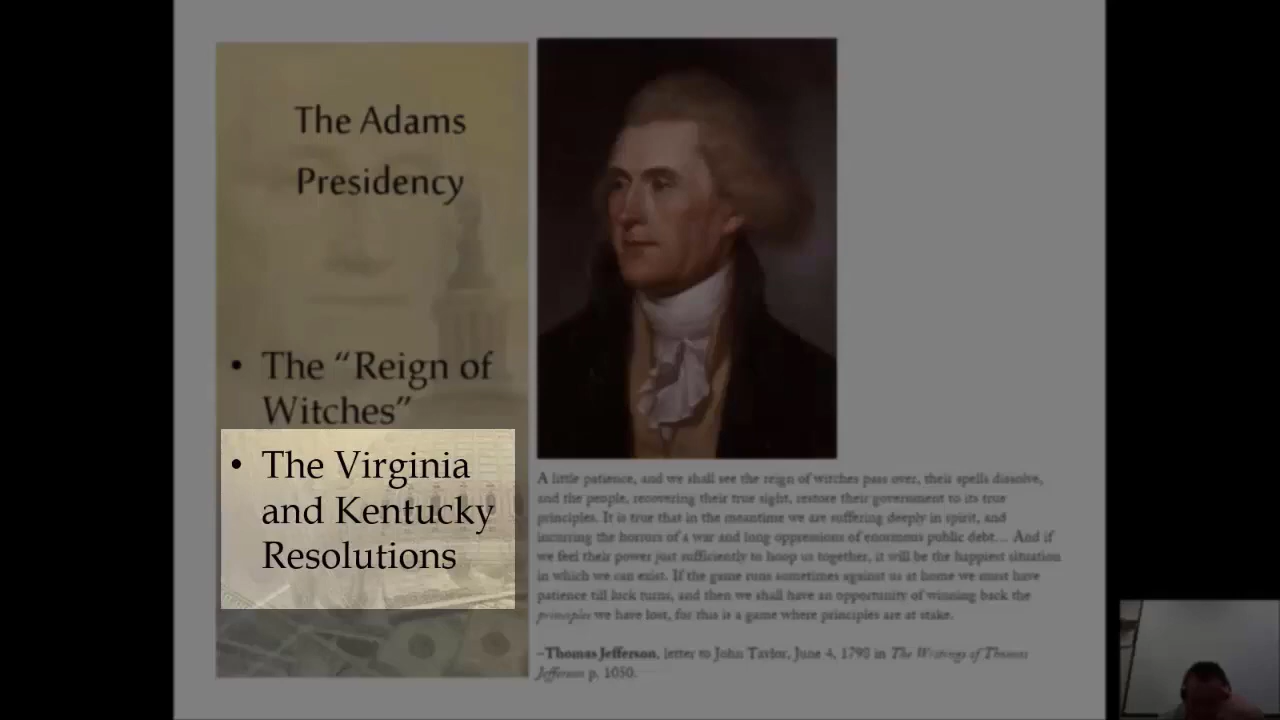 The Adams
Presidency
• The “Reign of
Witches”
• The Virginia
and Kentucky
Resolutions
A little patience, and we shall see the reign of witches pass over, their spells dissolve,
and the people, recovering their true sight, restore their government to its true
principles. It is true that in the meantime we are suffering deeply in spirit, and
incurring the horrors of a war and long oppressions of enormous public debt... And if
we feel their power just sufficiently to hoop us together, it will be the happiest situation
in which we can exist. If the game runs sometimes against us at home we must have
patience till luck turns, and then we shall have an opportunity of winning back the
principles we have lost, for this is a game where principles are at stake.
–Thomas Jefferson, letter to John Taylor, June 4, 1798 in The Writings of Thomas
Jefferson p. 1050.